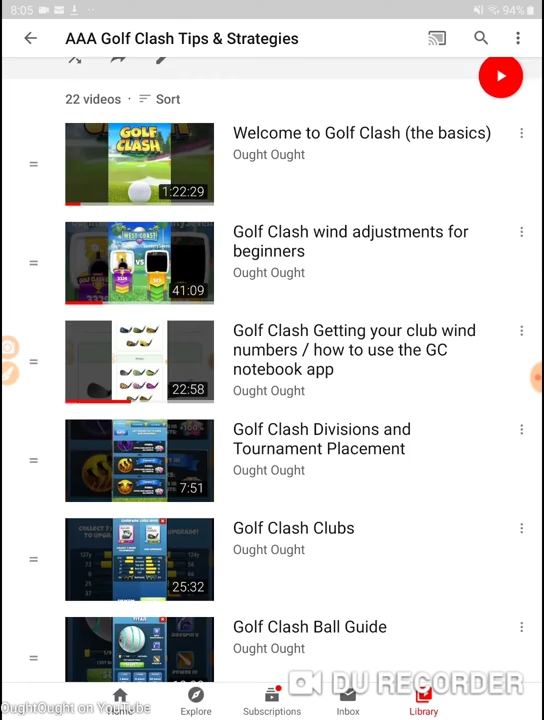 8:05
94%
AAA Golf Clash Tips & Strategies
22 videos · Sort
GOLF CLASH
1:22:29
Welcome to Golf Clash (the basics)
Ought Ought
WEST COAST
VS
41:09
Golf Clash wind adjustments for
beginners
Ought Ought
22:58
Golf Clash Getting your club wind
numbers / how to use the GC
notebook app
Ought Ought
7:51
Golf Clash Divisions and
Tournament Placement
Ought Ought
25:32
Golf Clash Clubs
Ought Ought
TITAN
Golf Clash Ball Guide
Ought Ought
DU RECORDER
OughtOught on YouTube
Home
Explore
Subscriptions
Inbox
Library